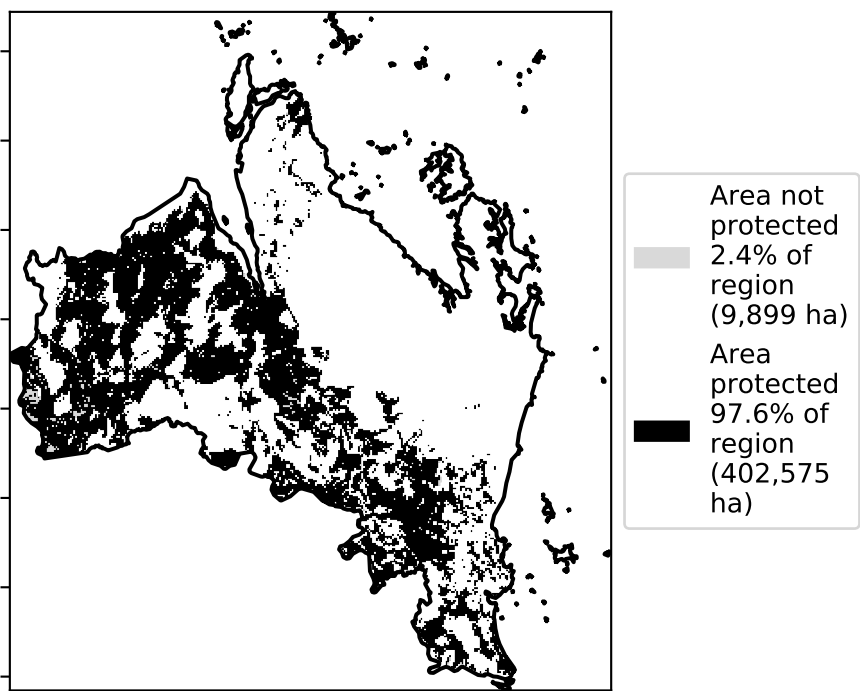 Area not
protected
2.4% of
region
(9,899 ha)
Area
protected
97.6% of
region
(402,575
ha)